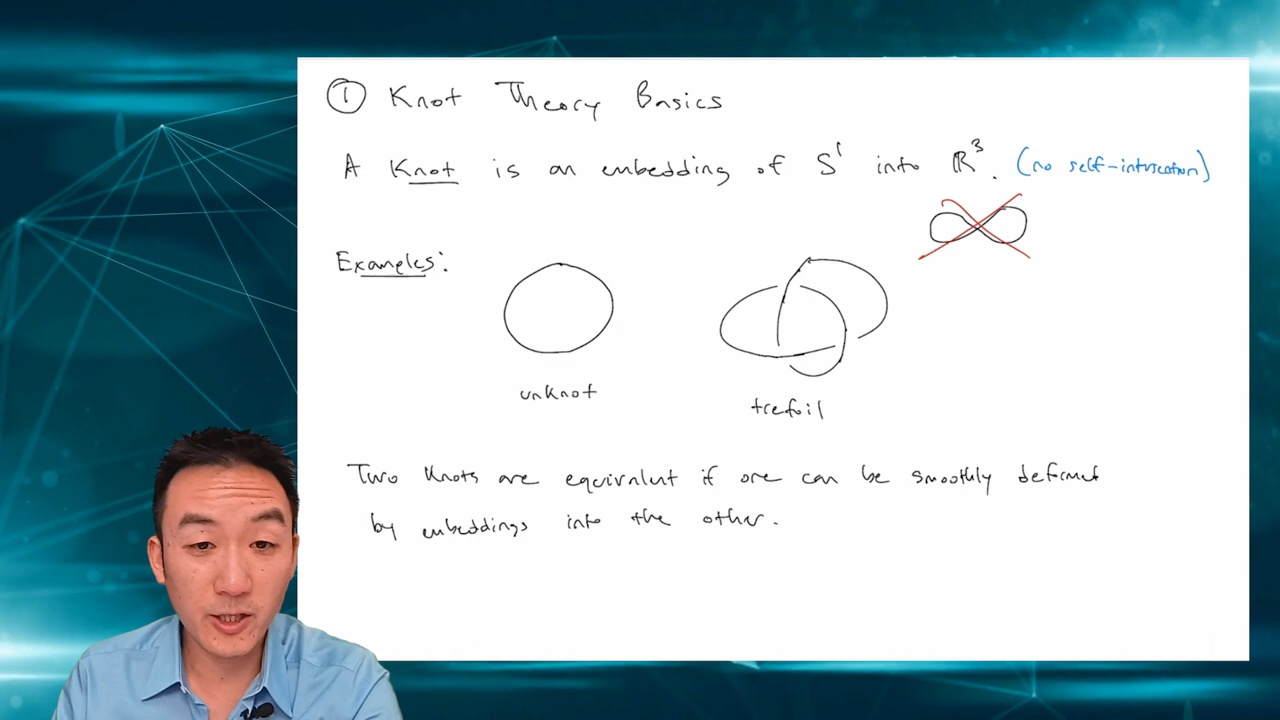 ① Knot Theory Basics
A Knot is an embedding of S¹ into ℝ³. (no self-intersection)
Examples:
unknot
trefoil
Two Knots are equivalent if one can be smoothly deformed
by embeddings into the other.